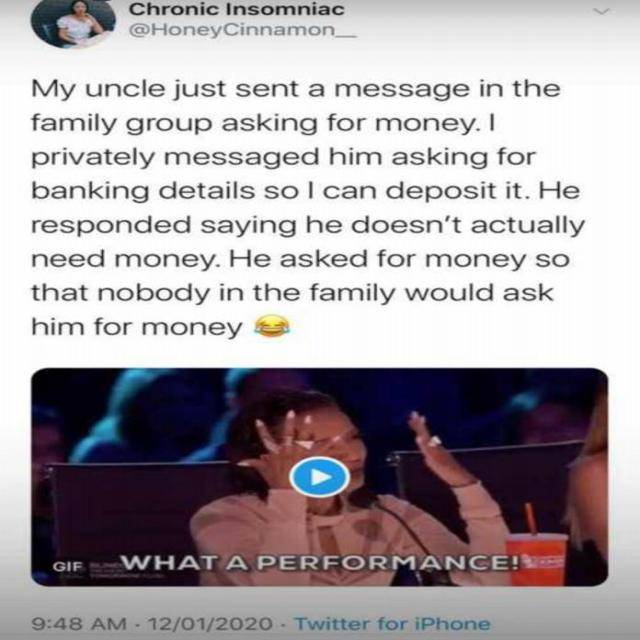 Chronic Insomniac
@HoneyCinnamon__
My uncle just sent a message in the
family group asking for money. I
privately messaged him asking for
banking details so I can deposit it. He
responded saying he doesn't actually
need money. He asked for money so
that nobody in the family would ask
him for money 😂
GIF
WHAT A PERFORMANCE!
9:48 AM · 12/01/2020 · Twitter for iPhone